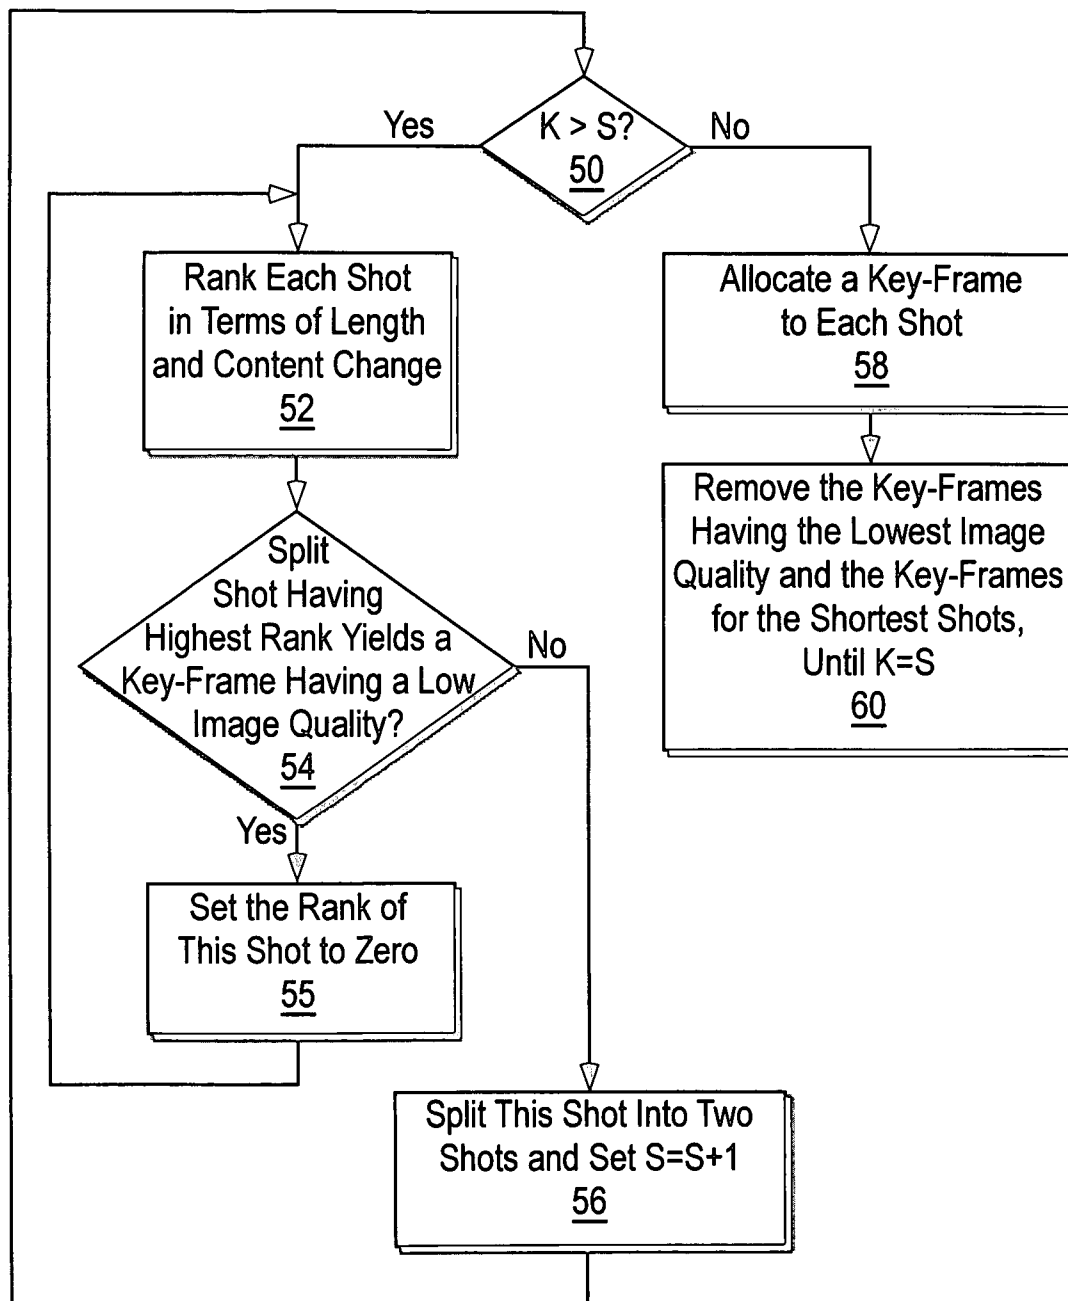 K > S?
50
Yes
No
Rank Each Shot
in Terms of Length
and Content Change
52
Allocate a Key-Frame
to Each Shot
58
Remove the Key-Frames
Having the Lowest Image
Quality and the Key-Frames
for the Shortest Shots,
Until K=S
60
Split
Shot Having
Highest Rank Yields a
Key-Frame Having a Low
Image Quality?
54
No
Yes
Set the Rank of
This Shot to Zero
55
Split This Shot Into Two
Shots and Set S=S+1
56